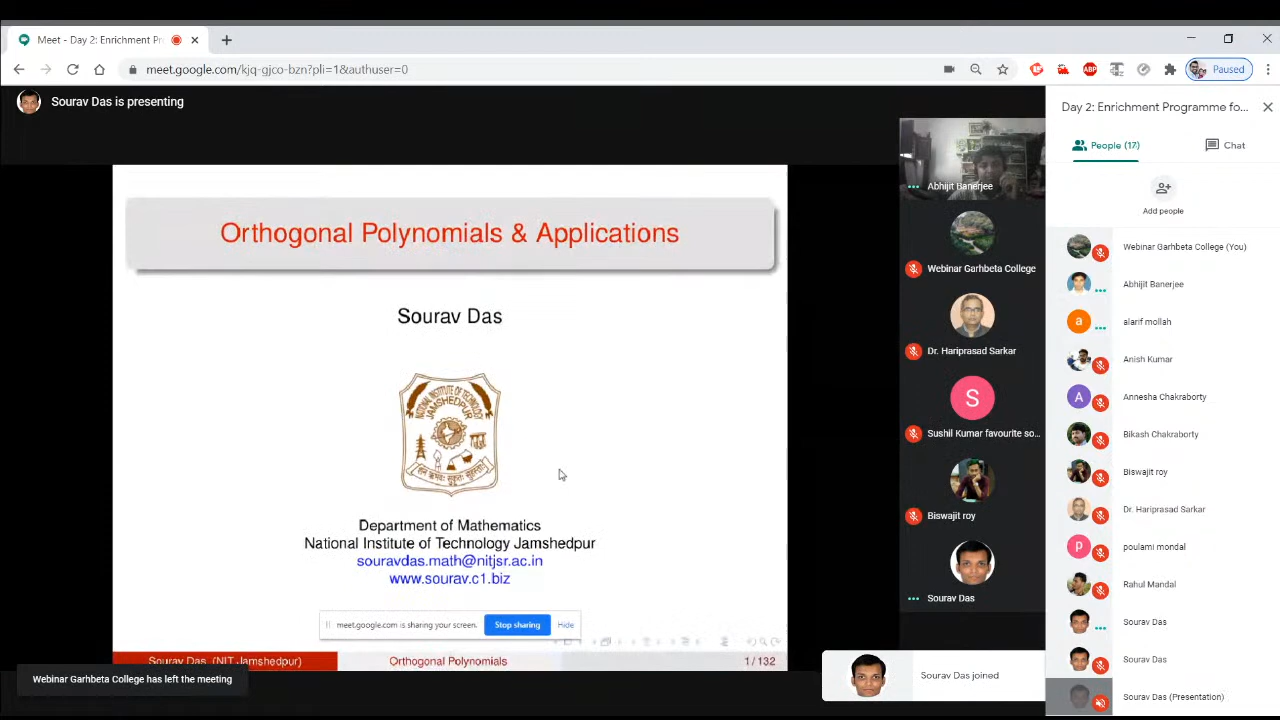 Meet - Day 2: Enrichment Pr
meet.google.com/kjq-gjco-bzn?pli=1&authuser=0
ABP
Paused
Sourav Das is presenting
Orthogonal Polynomials & Applications
Sourav Das
NATIONAL INSTITUTE OF TECHNOLOGY
JAMSHEDPUR
Department of Mathematics
National Institute of Technology Jamshedpur
souravdas.math@nitjsr.ac.in
www.sourav.c1.biz
meet.google.com is sharing your screen.
Stop sharing
Hide
Sourav Das (NIT Jamshedpur)
Orthogonal Polynomials
1 / 132
Webinar Garhbeta College has left the meeting
Abhijit Banerjee
Webinar Garhbeta College
Dr. Hariprasad Sarkar
S
Sushil Kumar favourite so...
Biswajit roy
Sourav Das
Sourav Das joined
Day 2: Enrichment Programme fo...
People (17)
Chat
Add people
Webinar Garhbeta College (You)
Abhijit Banerjee
a
alarif mollah
Anish Kumar
A
Annesha Chakraborty
Bikash Chakraborty
Biswajit roy
Dr. Hariprasad Sarkar
p
poulami mondal
Rahul Mandal
Sourav Das
Sourav Das
Sourav Das (Presentation)